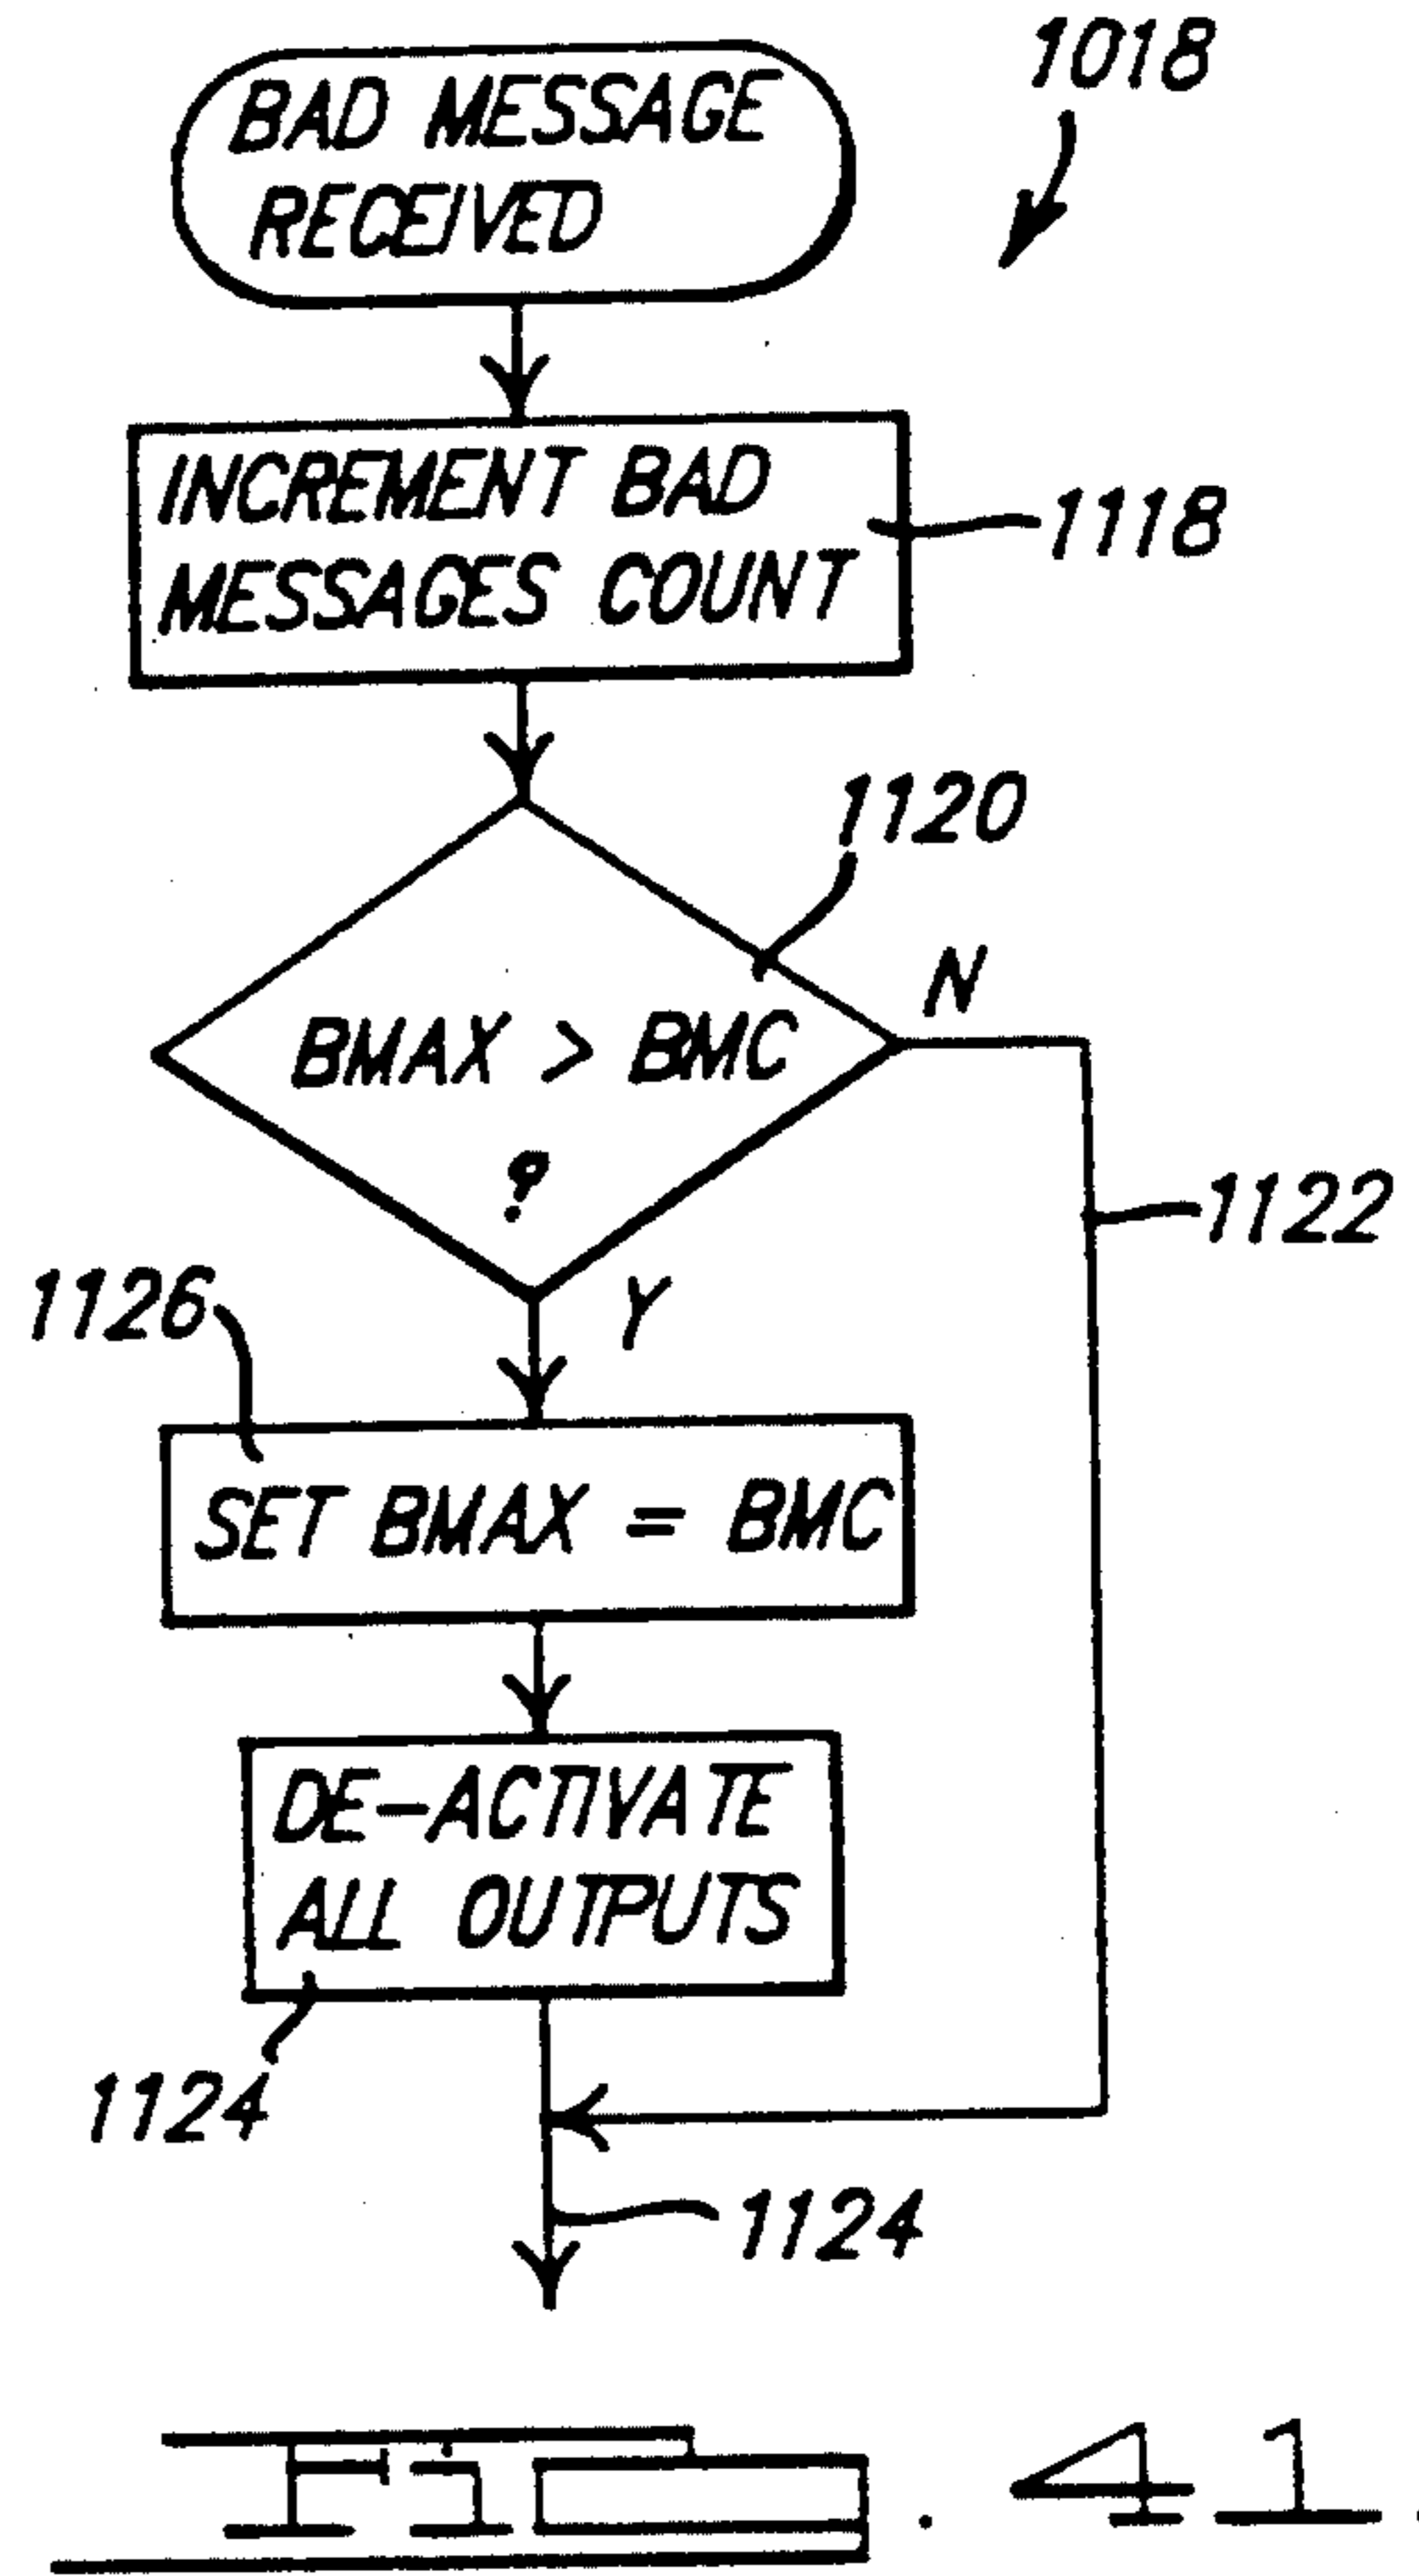 1018
BAD MESSAGE
RECEIVED
INCREMENT BAD
MESSAGES COUNT
1118
1120
N
BMAX > BMC
?
1122
Y
1126
SET BMAX = BMC
DE-ACTIVATE
ALL OUTPUTS
1124
1124
Fig. 41.